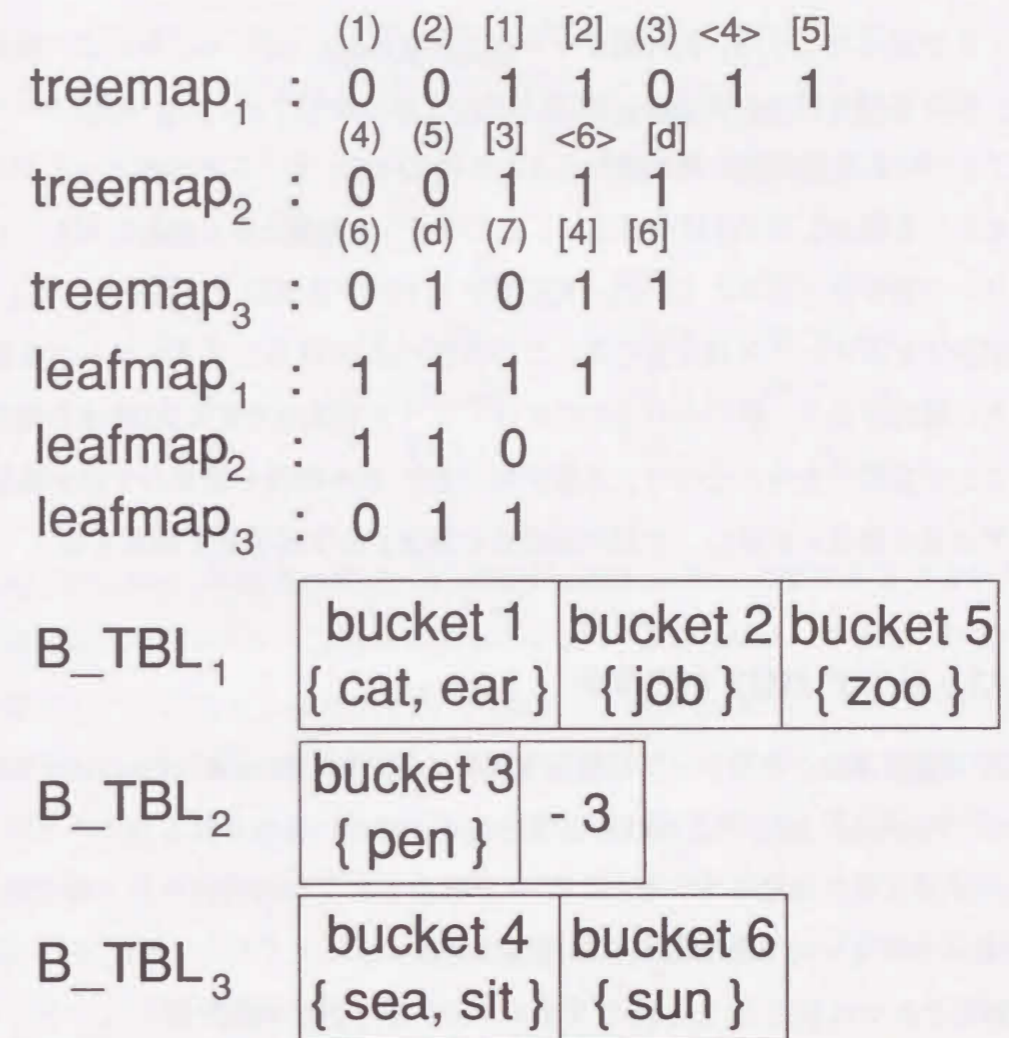 (1) (2) [1] [2] (3) <4> [5]
treemap₁ : 0 0 1 1 0 1 1
(4) (5) [3] <6> [d]
treemap₂ : 0 0 1 1 1
(6) (d) (7) [4] [6]
treemap₃ : 0 1 0 1 1
leafmap₁ : 1 1 1 1
leafmap₂ : 1 1 0
leafmap₃ : 0 1 1
B_TBL₁ bucket 1 { cat, ear } bucket 2 { job } bucket 5 { zoo }
B_TBL₂ bucket 3 { pen } - 3
B_TBL₃ bucket 4 { sea, sit } bucket 6 { sun }